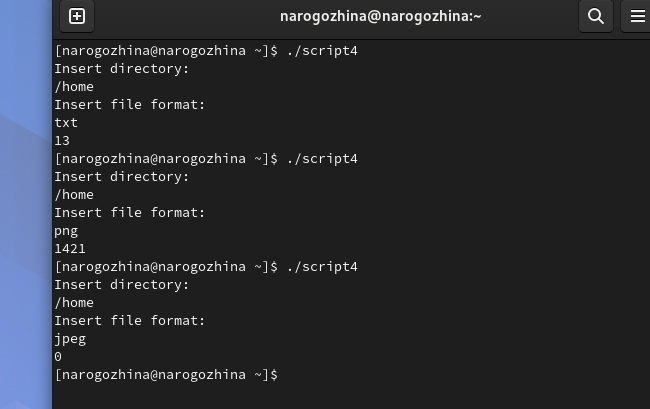 narogozhina@narogozhina:~
[narogozhina@narogozhina ~]$ ./script4
Insert directory:
/home
Insert file format:
txt
13
[narogozhina@narogozhina ~]$ ./script4
Insert directory:
/home
Insert file format:
png
1421
[narogozhina@narogozhina ~]$ ./script4
Insert directory:
/home
Insert file format:
jpeg
0
[narogozhina@narogozhina ~]$